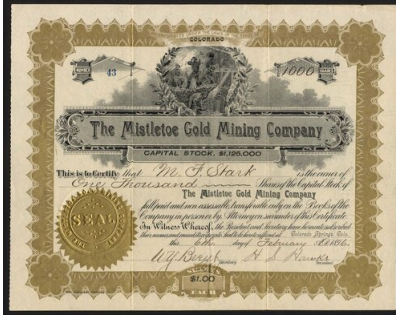 COLORADO
43
1000
The Mistletoe Gold Mining Company
CAPITAL STOCK, $1,125,000
This is to Certify that M. F. Stark is the owner of
One Thousand Shares of the Capital Stock of
The Mistletoe Gold Mining Company
full paid and non assessable, transferable only on the Books of the
Company in person or by Attorney on surrender of this Certificate.
In Witness Whereof, the President and Secretary have hereunto subscribed
their names and caused the corporate Seal to be hereto affixed at Colorado Springs Colo.
this day of February 1896.
SEAL
SHARES
$1.00
EACH